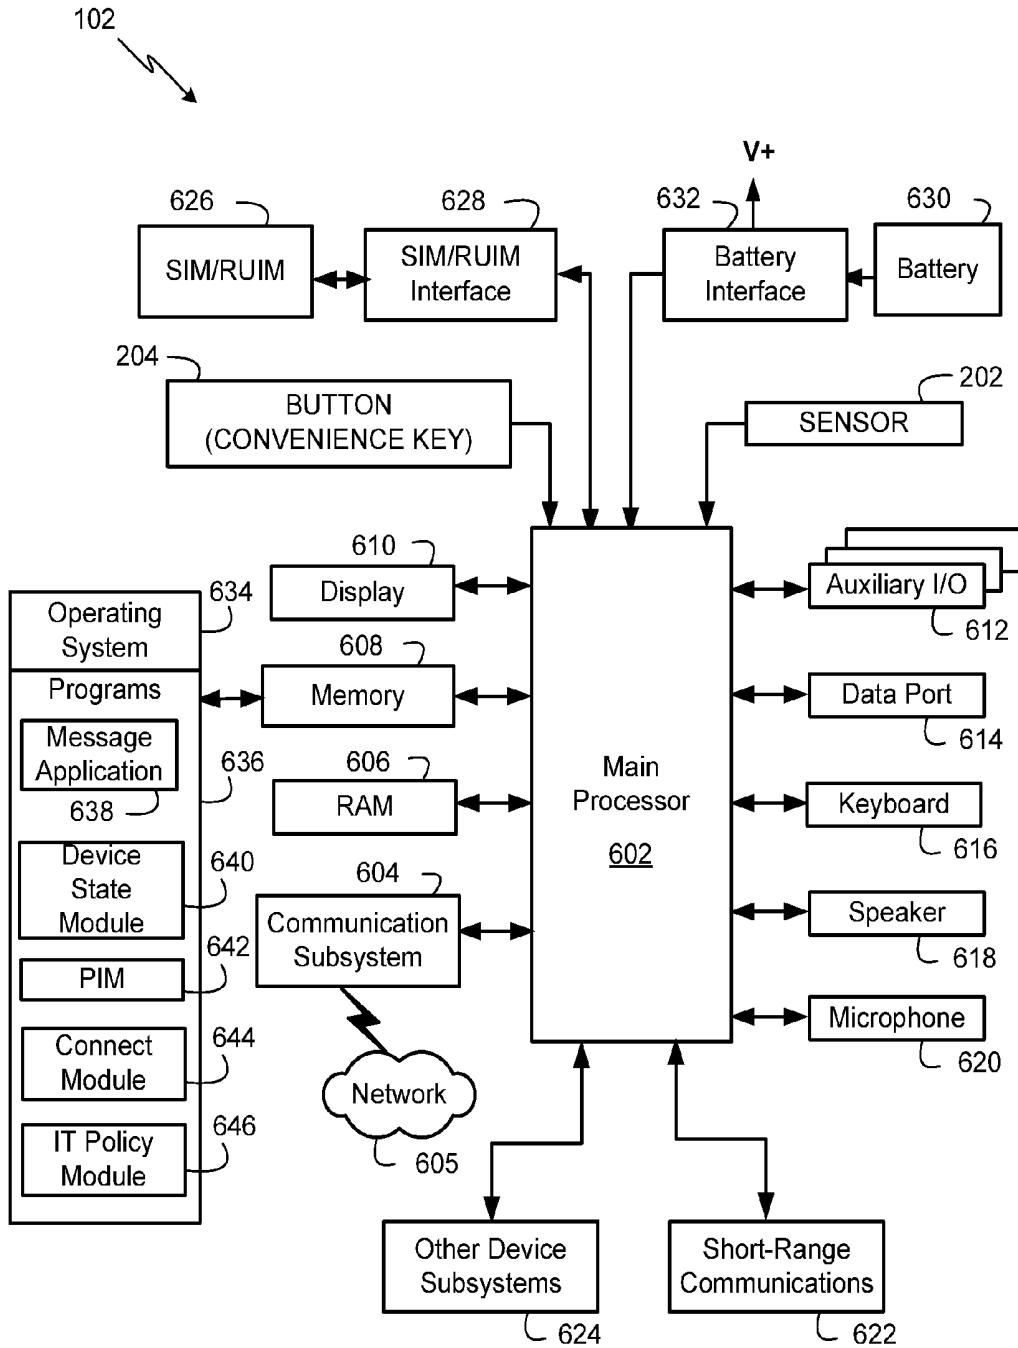 102
V+
626
628
632
630
SIM/RUIM
SIM/RUIM
Interface
Battery
Interface
Battery
204
BUTTON
(CONVENIENCE KEY)
202
SENSOR
610
Display
Auxiliary I/O
612
634
Operating
System
608
Memory
Data Port
614
Programs
Message
Application
638
636
606
RAM
Main
Processor
602
Keyboard
616
Device
State
Module
640
604
Communication
Subsystem
Speaker
618
PIM
642
Microphone
620
Connect
Module
644
Network
605
IT Policy
Module
646
Other Device
Subsystems
624
Short-Range
Communications
622